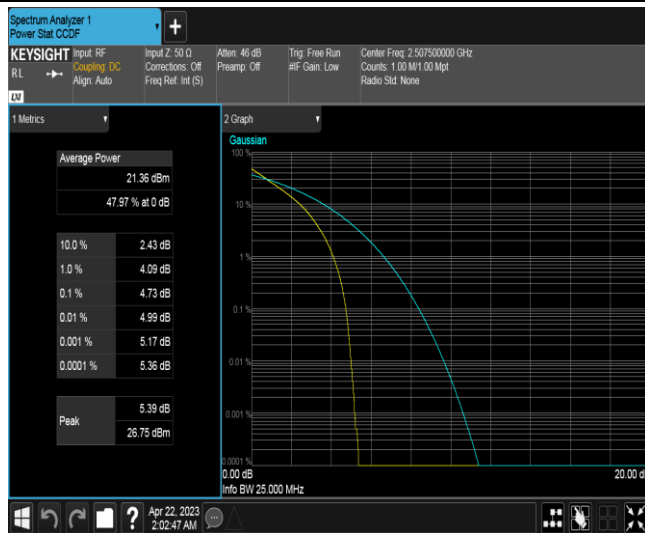 Spectrum Analyzer 1
Power Stat CCDF
+
KEYSIGHT
RL
Input: RF
Coupling: DC
Align: Auto
Input Z: 50 Ω
Corrections: Off
Freq Ref: Int (S)
Atten: 46 dB
Preamp: Off
Trig: Free Run
#IF Gain: Low
Center Freq: 2.507500000 GHz
Counts: 1.00 M/1.00 Mpt
Radio Std: None
1 Metrics
Average Power
21.36 dBm
47.97 % at 0 dB
10.0 % 2.43 dB
1.0 % 4.09 dB
0.1 % 4.73 dB
0.01 % 4.99 dB
0.001 % 5.17 dB
0.0001 % 5.36 dB
Peak 5.39 dB
26.75 dBm
2 Graph
Gaussian
100 %
10 %
1 %
0.1 %
0.01 %
0.001 %
0.0001 %
0.00 dB
20.00 d
Info BW 25.000 MHz
?
Apr 22, 2023
2:02:47 AM